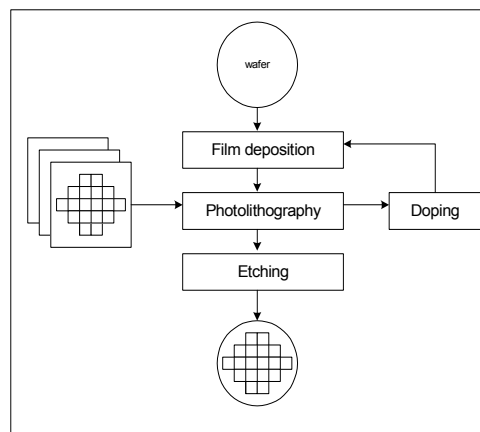 wafer
Film deposition
Photolithography
Doping
Etching